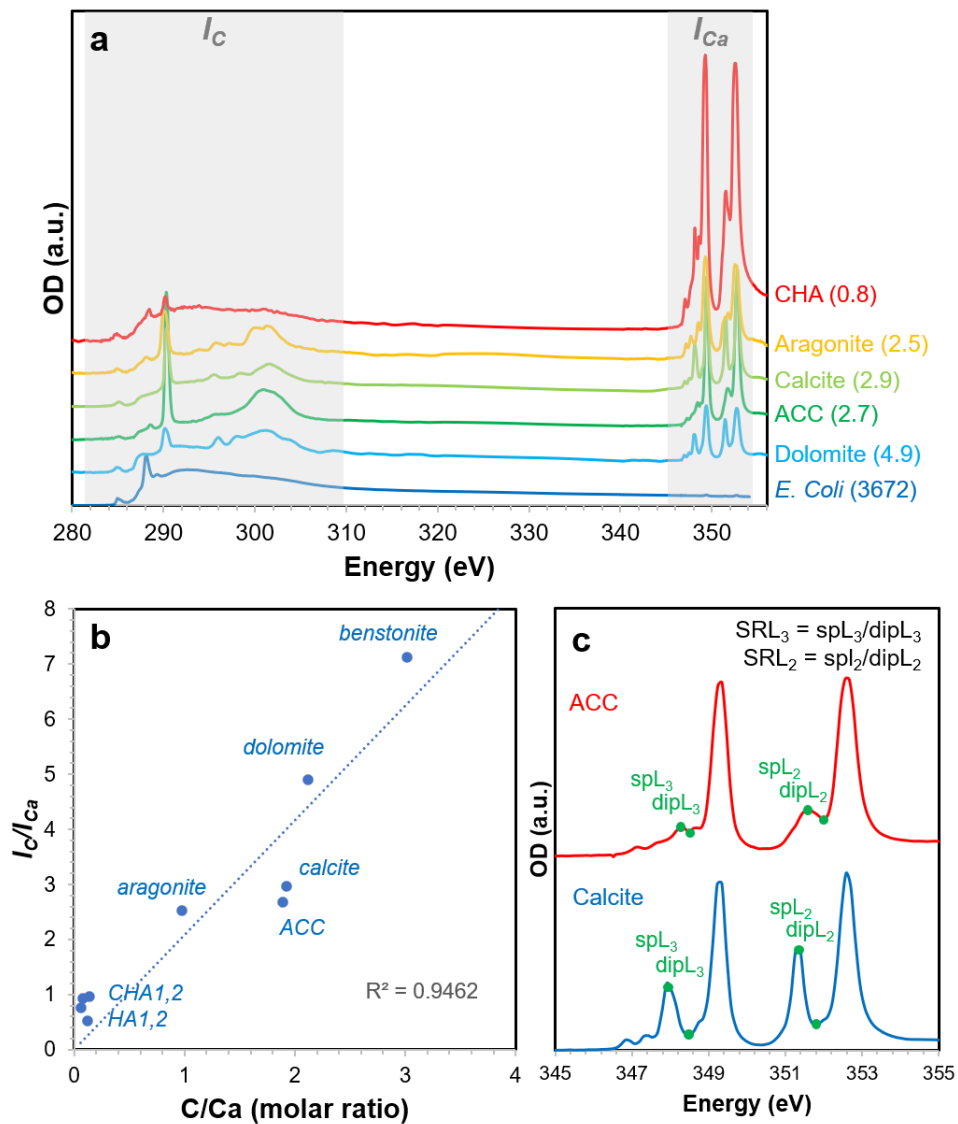 a
I_C
I_Ca
OD (a.u.)
CHA (0.8)
Aragonite (2.5)
Calcite (2.9)
ACC (2.7)
Dolomite (4.9)
E. Coli (3672)
280 290 300 310 320 330 340 350
Energy (eV)
b
8
7
6
5
4
3
2
1
0
I_C/I_Ca
benstonite
dolomite
calcite
aragonite
ACC
CHA1,2
HA1,2
R² = 0.9462
0 1 2 3 4
C/Ca (molar ratio)
c
SRL₃ = spL₃/dipL₃
SRL₂ = spl₂/dipL₂
ACC
spL₃
dipL₃
spL₂
dipL₂
OD (a.u.)
Calcite
spL₃
dipL₃
spL₂
dipL₂
345 347 349 351 353 355
Energy (eV)